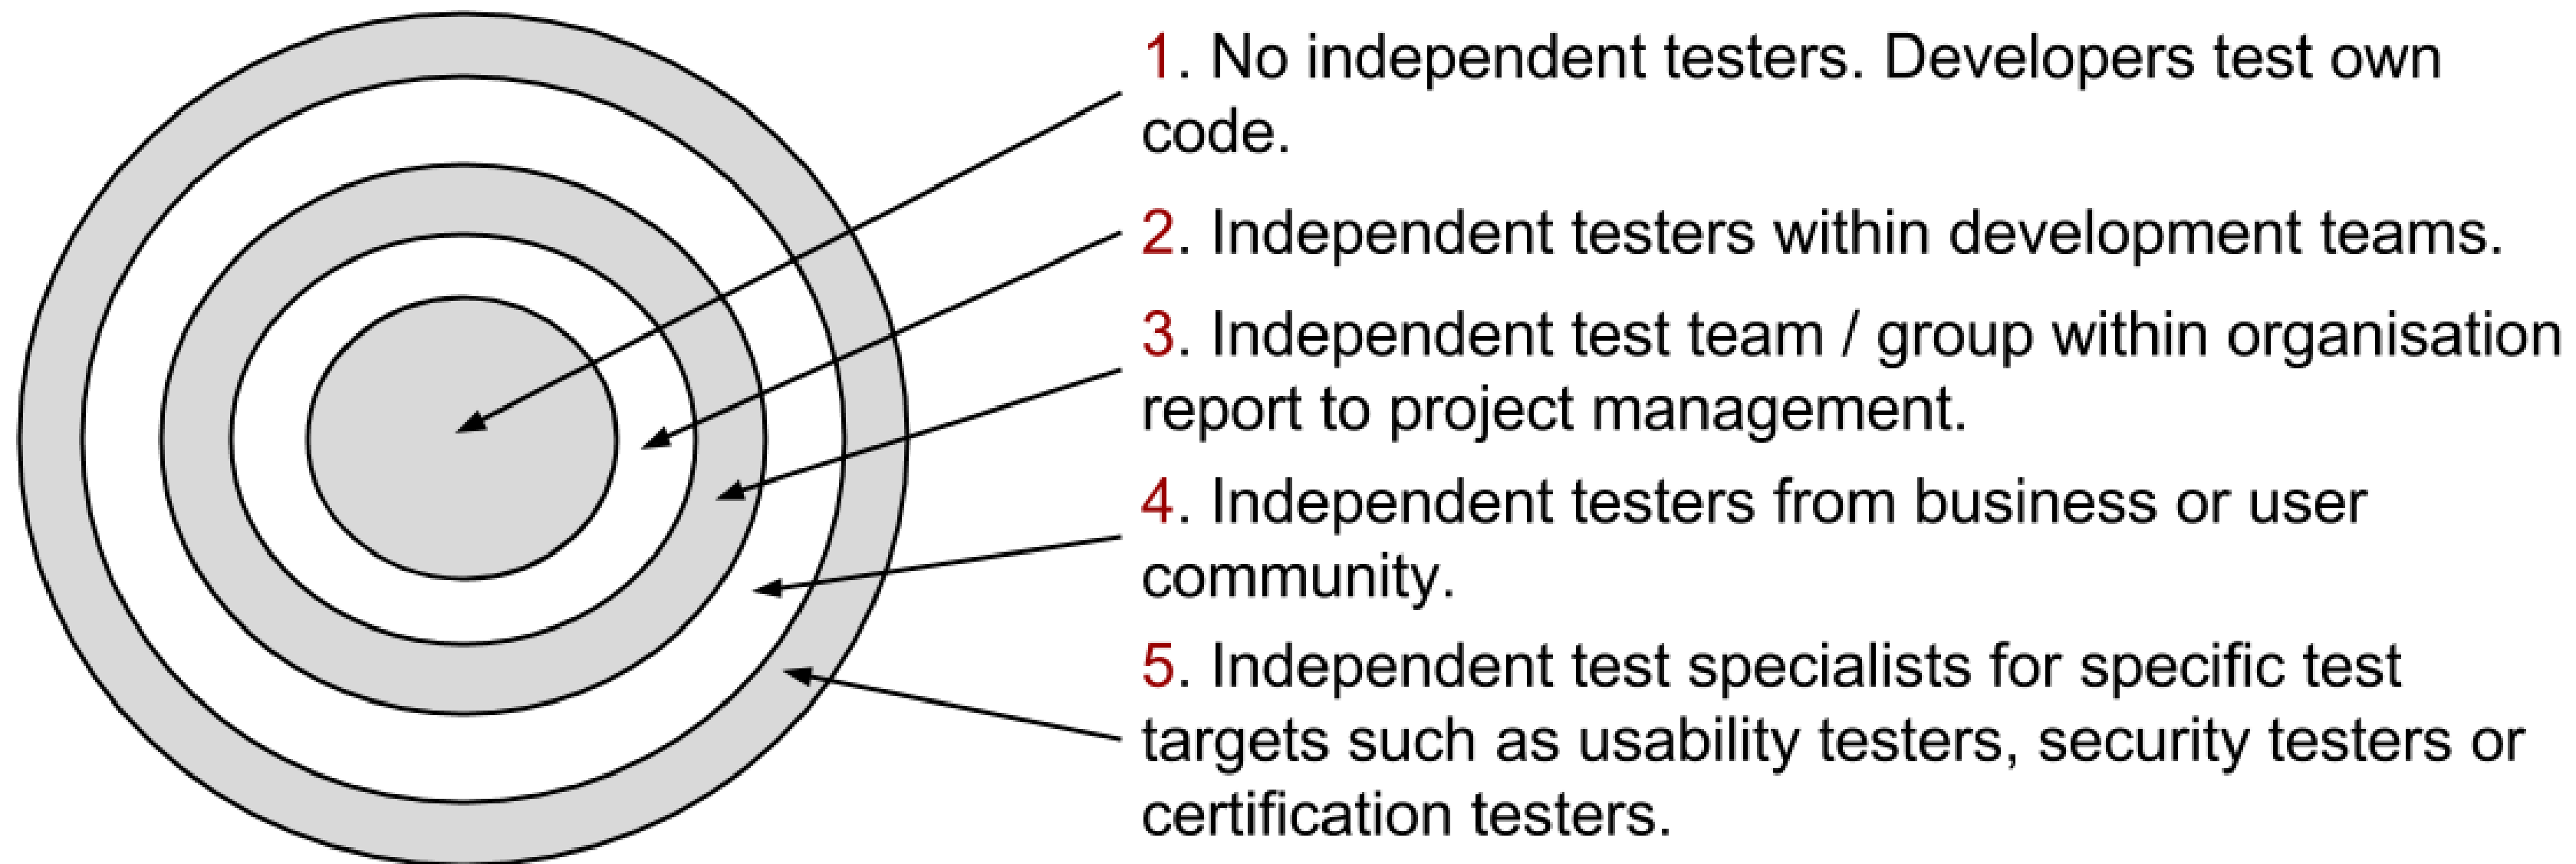 1. No independent testers. Developers test own
code.
2. Independent testers within development teams.
3. Independent test team / group within organisation
report to project management.
4. Independent testers from business or user
community.
5. Independent test specialists for specific test
targets such as usability testers, security testers or
certification testers.